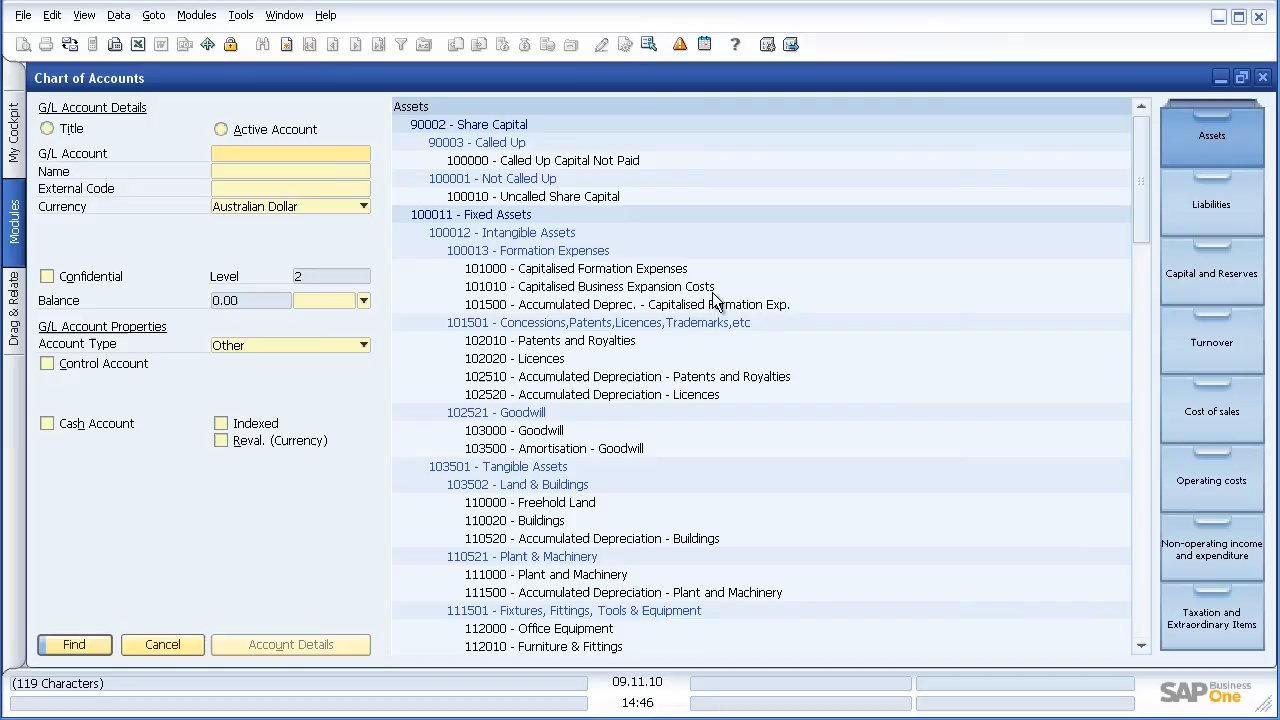 File Edit View Data Goto Modules Tools Window Help
Chart of Accounts
My Cockpit
Modules
Drag & Relate
G/L Account Details
Title
Active Account
G/L Account
Name
External Code
Currency
Australian Dollar
Confidential
Level
2
Balance
0.00
G/L Account Properties
Account Type
Other
Control Account
Cash Account
Indexed
Reval. (Currency)
Find
Cancel
Account Details
Assets
90002 - Share Capital
90003 - Called Up
100000 - Called Up Capital Not Paid
100001 - Not Called Up
100010 - Uncalled Share Capital
100011 - Fixed Assets
100012 - Intangible Assets
100013 - Formation Expenses
101000 - Capitalised Formation Expenses
101010 - Capitalised Business Expansion Costs
101500 - Accumulated Deprec. - Capitalised Formation Exp.
101501 - Concessions,Patents,Licences,Trademarks,etc
102010 - Patents and Royalties
102020 - Licences
102510 - Accumulated Depreciation - Patents and Royalties
102520 - Accumulated Depreciation - Licences
102521 - Goodwill
103000 - Goodwill
103500 - Amortisation - Goodwill
103501 - Tangible Assets
103502 - Land & Buildings
110000 - Freehold Land
110020 - Buildings
110520 - Accumulated Depreciation - Buildings
110521 - Plant & Machinery
111000 - Plant and Machinery
111500 - Accumulated Depreciation - Plant and Machinery
111501 - Fixtures, Fittings, Tools & Equipment
112000 - Office Equipment
112010 - Furniture & Fittings
Assets
Liabilities
Capital and Reserves
Turnover
Cost of sales
Operating costs
Non-operating income
and expenditure
Taxation and
Extraordinary Items
(119 Characters)
09.11.10
14:46
SAP Business One